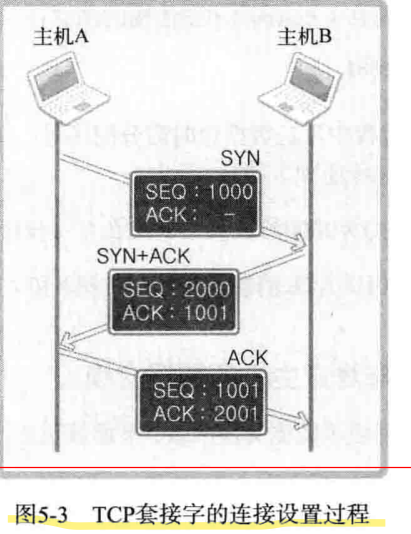 主机A 主机B
SYN
SEQ : 1000
ACK : -
SYN+ACK
SEQ : 2000
ACK : 1001
ACK
SEQ : 1001
ACK : 2001
图5-3 TCP套接字的连接设置过程